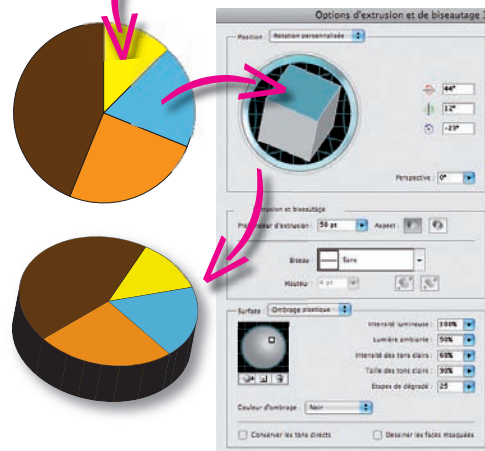 Options d'extrusion et de biseautage
Position : Rotation personnalisée
44°
12°
-23°
Perspective : 0°
Extrusion et biseautage
d'extrusion : 50 pt Aspect :
Biseau : Sans
Hauteur : 4 pt
Surface : Ombrage plastique
Intensité lumineuse : 100%
Lumière ambiante : 50%
Intensité des tons clairs : 60%
Taille des tons clairs : 90%
Etapes de dégradé : 25
Couleur d'ombrage : Noir
Conserver les tons directs Dessiner les faces masquées